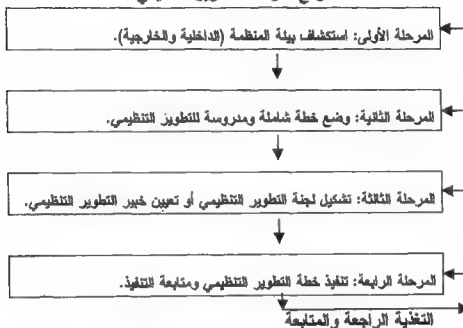 المرحلة الأولى: استكشاف بيئة المنظمة (الداخلية والخارجية).
المرحلة الثانية: وضع خطة شاملة ومدروسة للتطويز التنظيمي.
المرحلة الثالثة: تشكيل لجنة التطوير التنظيمي أو تعيين خبير التطوير التنظيمي.
المرحلة الرابعة: تنفيذ خطة التطوير التنظيمي ومتابعة التنفيذ.
التغذية الراجعة والمتابعة